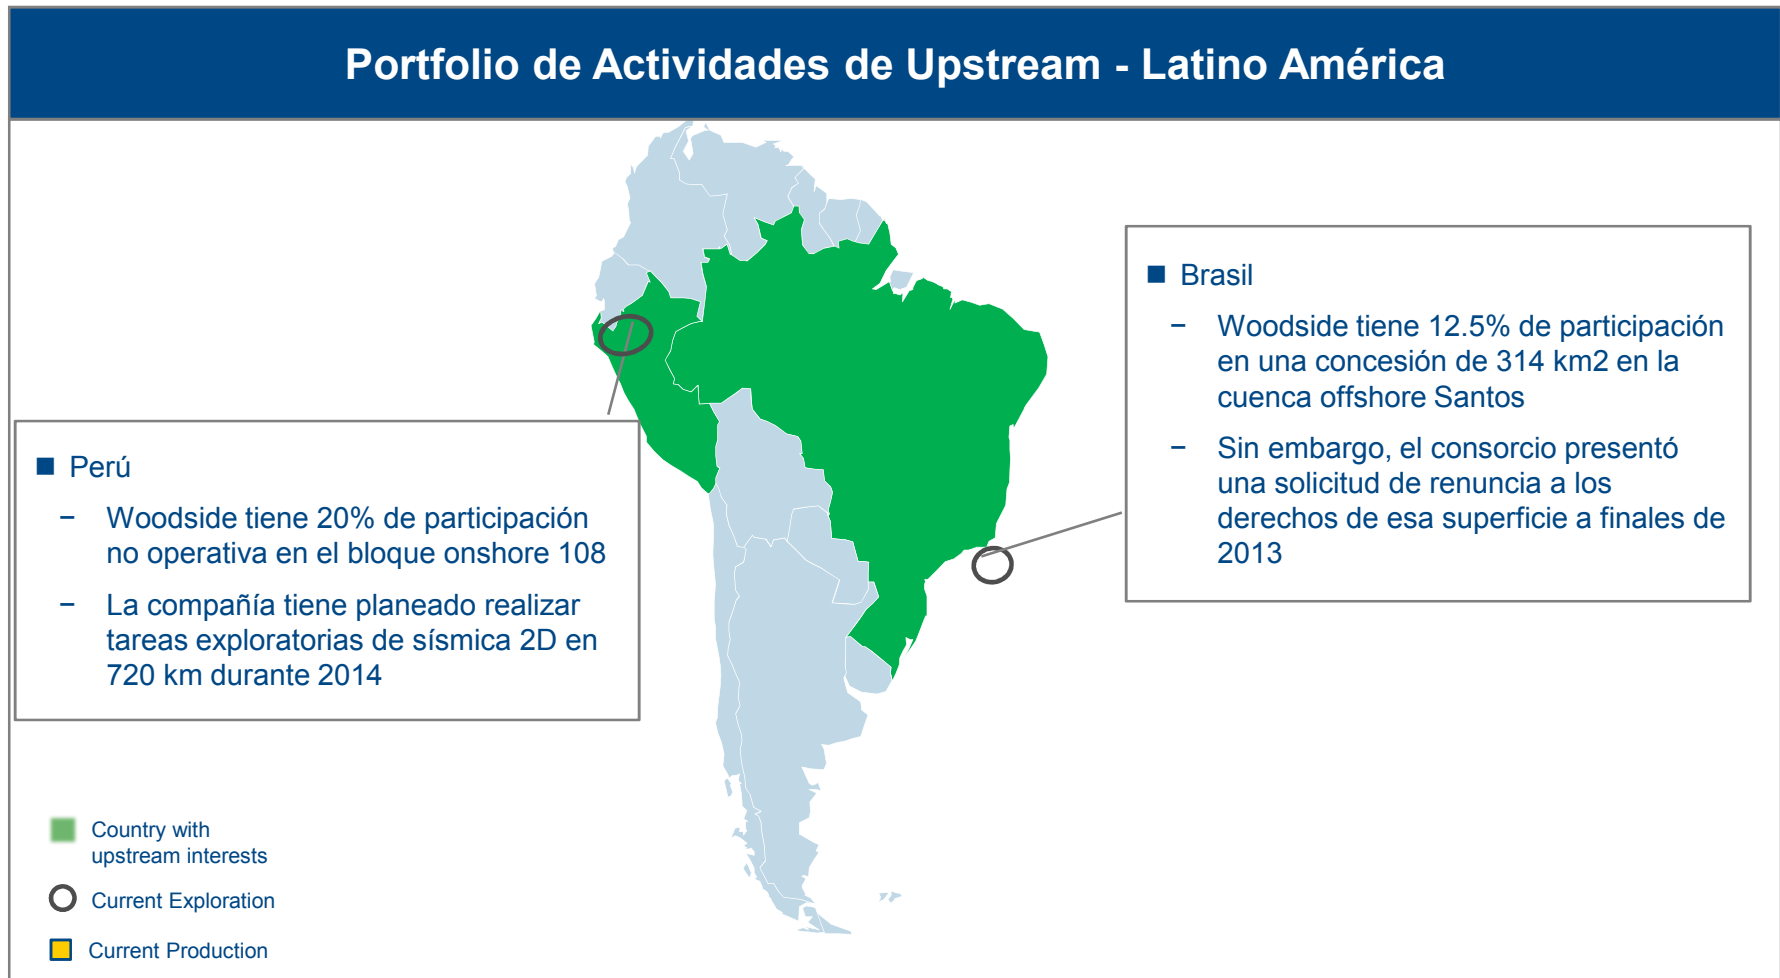 Portfolio de Actividades de Upstream - Latino América
■ Perú
− Woodside tiene 20% de participación
no operativa en el bloque onshore 108
− La compañía tiene planeado realizar
tareas exploratorias de sísmica 2D en
720 km durante 2014
■ Brasil
− Woodside tiene 12.5% de participación
en una concesión de 314 km2 en la
cuenca offshore Santos
− Sin embargo, el consorcio presentó
una solicitud de renuncia a los
derechos de esa superficie a finales de
2013
Country with
upstream interests
Current Exploration
Current Production